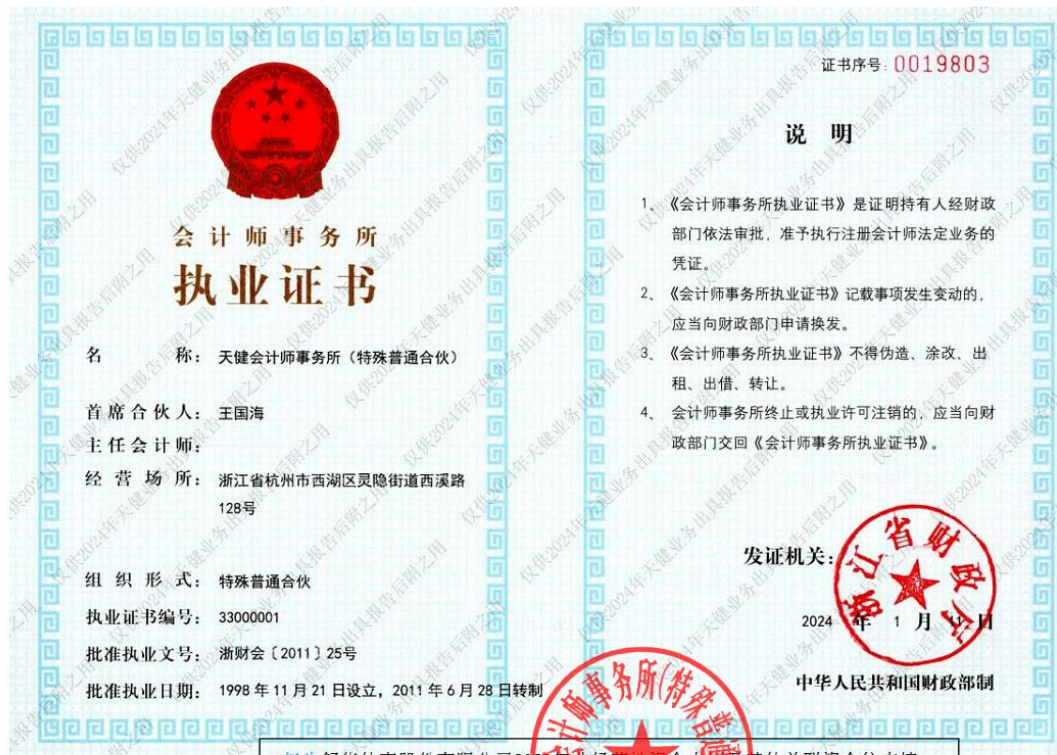 会计师事务所
执业证书
名 称： 天健会计师事务所（特殊普通合伙）
首席合伙人： 王国海
主任会计师：
经营场所： 浙江省杭州市西湖区灵隐街道西溪路
128号
组织形式： 特殊普通合伙
执业证书编号： 33000001
批准执业文号： 浙财会〔2011〕25号
批准执业日期： 1998年11月21日设立，2011年6月28日转制
证书序号：0019803
说 明
1、《会计师事务所执业证书》是证明持有人经财政
部门依法审批，准予执行注册会计师法定业务的
凭证。
2、《会计师事务所执业证书》记载事项发生变动的，
应当向财政部门申请换发。
3、《会计师事务所执业证书》不得伪造、涂改、出
租、出借、转让。
4、 会计师事务所终止或执业许可注销的，应当向财
政部门交回《会计师事务所执业证书》。
发证机关：
浙江省财政厅
2024 年 1 月 11 日
中华人民共和国财政部制
仅供2024年天健业务出具报告后附之用
计师事务所(特殊普通